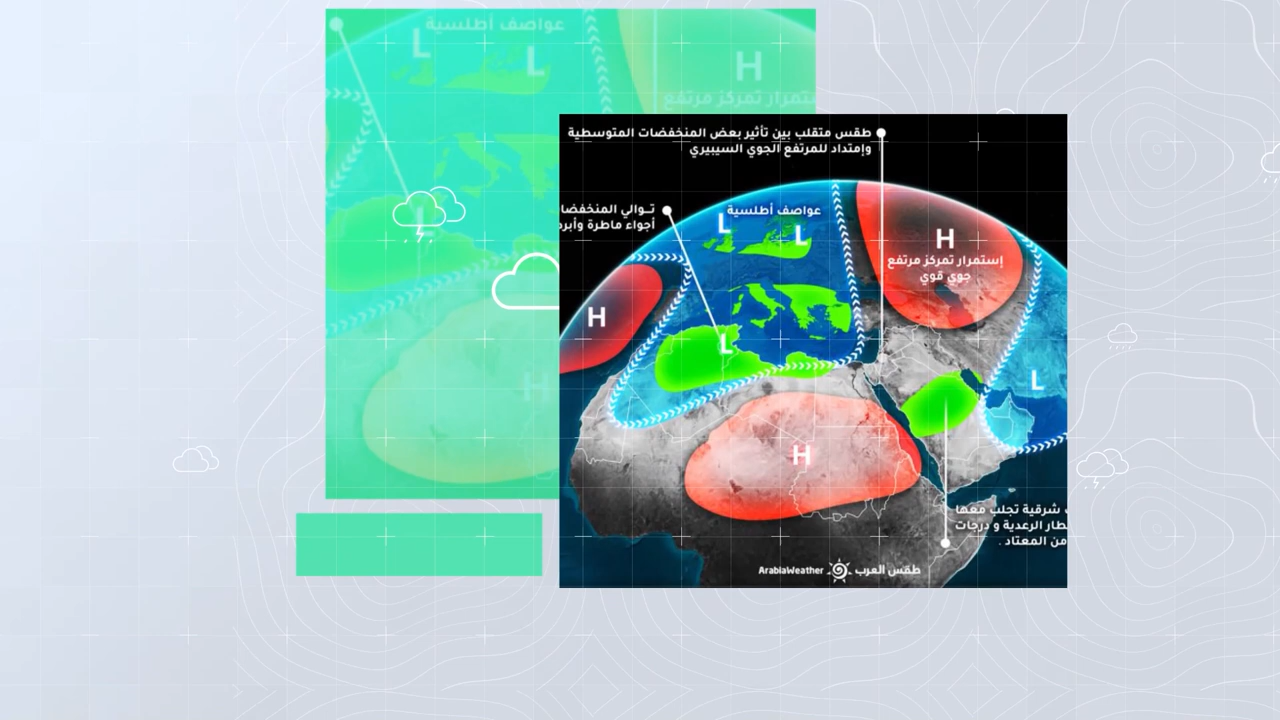 عواصف أطلسية
L
L
H
إستمرار تمركز مرتفع
L
H
طقس متقلب بين تأثير بعض المنخفضات المتوسطية
وإمتداد للمرتفع الجوي السيبيري
تـوالي المنخفضا
أجواء ماطرة وأبر
عواصف أطلسية
L
L
H
إستمرار تمركز مرتفع
جوي قوي
H
L
L
H
شرقية تجلب معها
طار الرعدية و درجات
من المعتاد .
ArabiaWeather طقس العرب